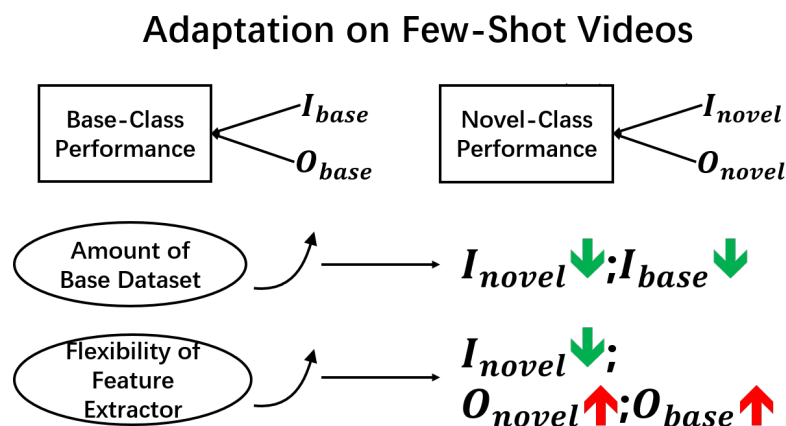 Adaptation on Few-Shot Videos
Base-Class
Performance
I_base
O_base
Novel-Class
Performance
I_novel
O_novel
Amount of
Base Dataset
I_novel↓;I_base↓
Flexibility of
Feature
Extractor
I_novel↓;
O_novel↑;O_base↑